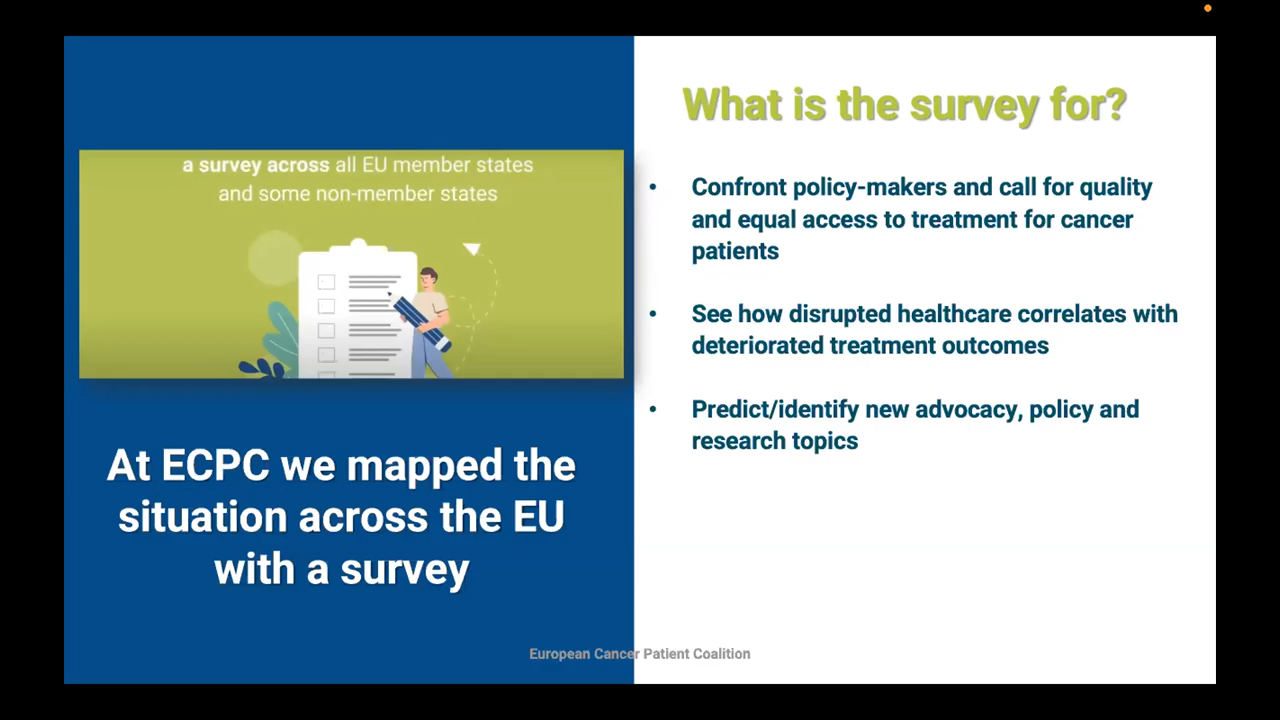 a survey across all EU member states
and some non-member states
At ECPC we mapped the
situation across the EU
with a survey
What is the survey for?
• Confront policy-makers and call for quality
and equal access to treatment for cancer
patients
• See how disrupted healthcare correlates with
deteriorated treatment outcomes
• Predict/identify new advocacy, policy and
research topics
European Cancer Patient Coalition